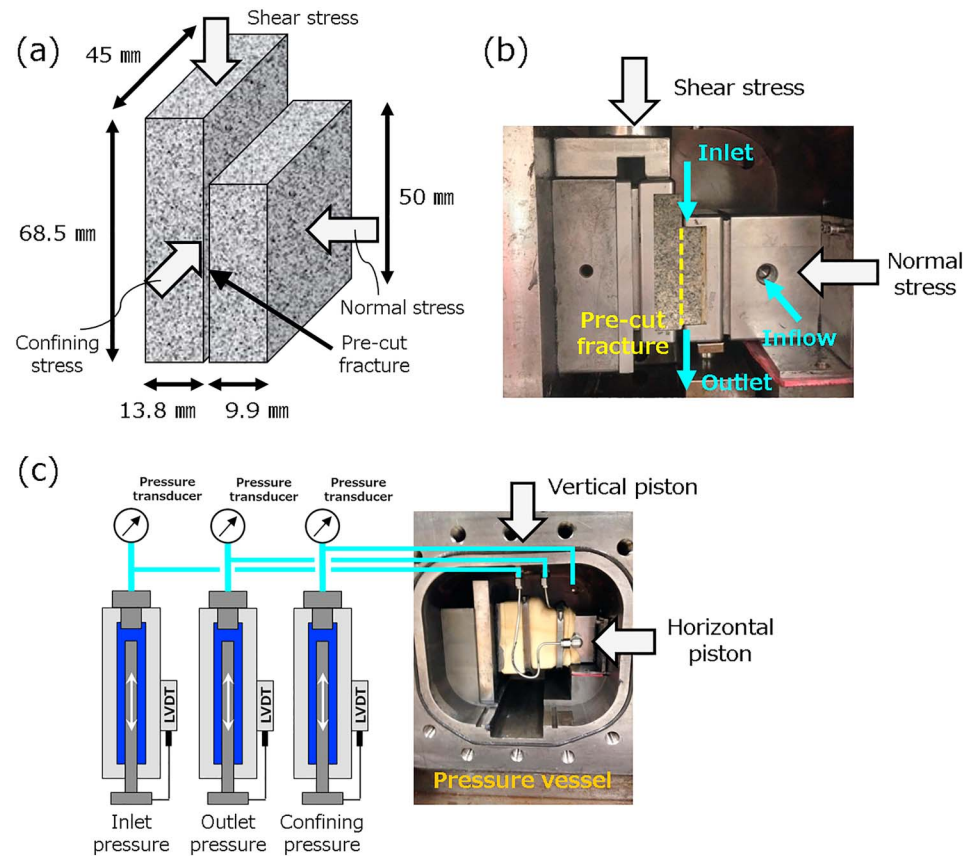 (a)
Shear stress
45 mm
68.5 mm
50 mm
Normal stress
Confining
stress
Pre-cut
fracture
13.8 mm
9.9 mm
(b)
Shear stress
Inlet
Normal
stress
Pre-cut
fracture
Inflow
Outlet
(c)
Pressure
transducer
Pressure
transducer
Pressure
transducer
Vertical piston
Horizontal
piston
LVDT
LVDT
LVDT
Pressure vessel
Inlet
pressure
Outlet
pressure
Confining
pressure